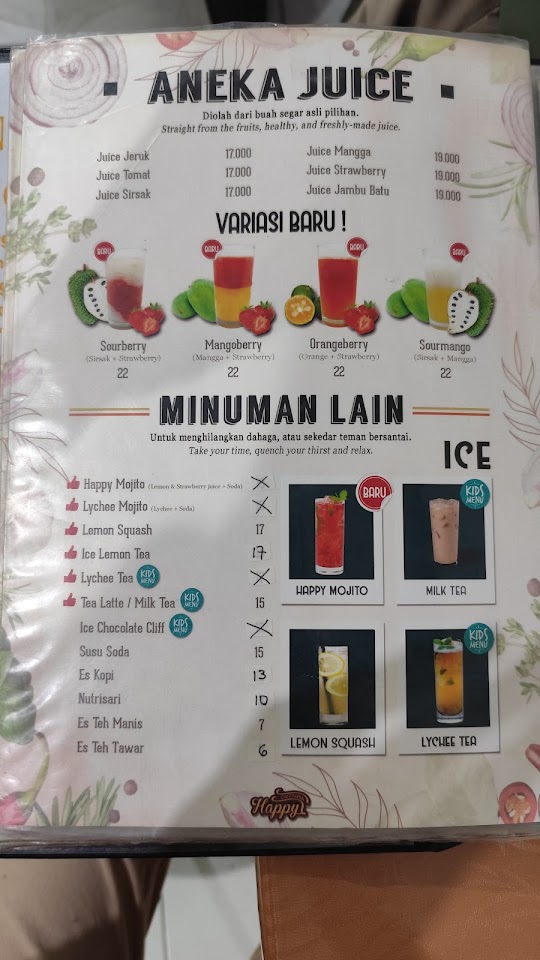 ANEKA JUICE
Diolah dari buah segar asli pilihan.
Straight from the fruits, healthy, and freshly-made juice.
Juice Jeruk 17.000 Juice Mangga 19.000
Juice Tomat 17.000 Juice Strawberry 19.000
Juice Sirsak 17.000 Juice Jambu Batu 19.000
VARIASI BARU !
BARU BARU BARU BARU
Sourberry Mangoberry Orangeberry Sourmango
(Sirsak + Strawberry) (Mangga + Strawberry) (Orange + Strawberry) (Sirsak + Mangga)
22 22 22 22
MINUMAN LAIN
Untuk menghilangkan dahaga, atau sekedar teman bersantai.
Take your time, quench your thirst and relax.
ICE
Happy Mojito (Lemon & Strawberry juice + Soda)
Lychee Mojito (Lychee + Soda)
Lemon Squash 17
Ice Lemon Tea 17
Lychee Tea KIDS MENU
Tea Latte / Milk Tea KIDS MENU 15
Ice Chocolate Cliff KIDS MENU
Susu Soda 15
Es Kopi 13
Nutrisari 10
Es Teh Manis 7
Es Teh Tawar 6
BARU
HAPPY MOJITO
KIDS MENU
MILK TEA
LEMON SQUASH
KIDS MENU
LYCHEE TEA
Happy